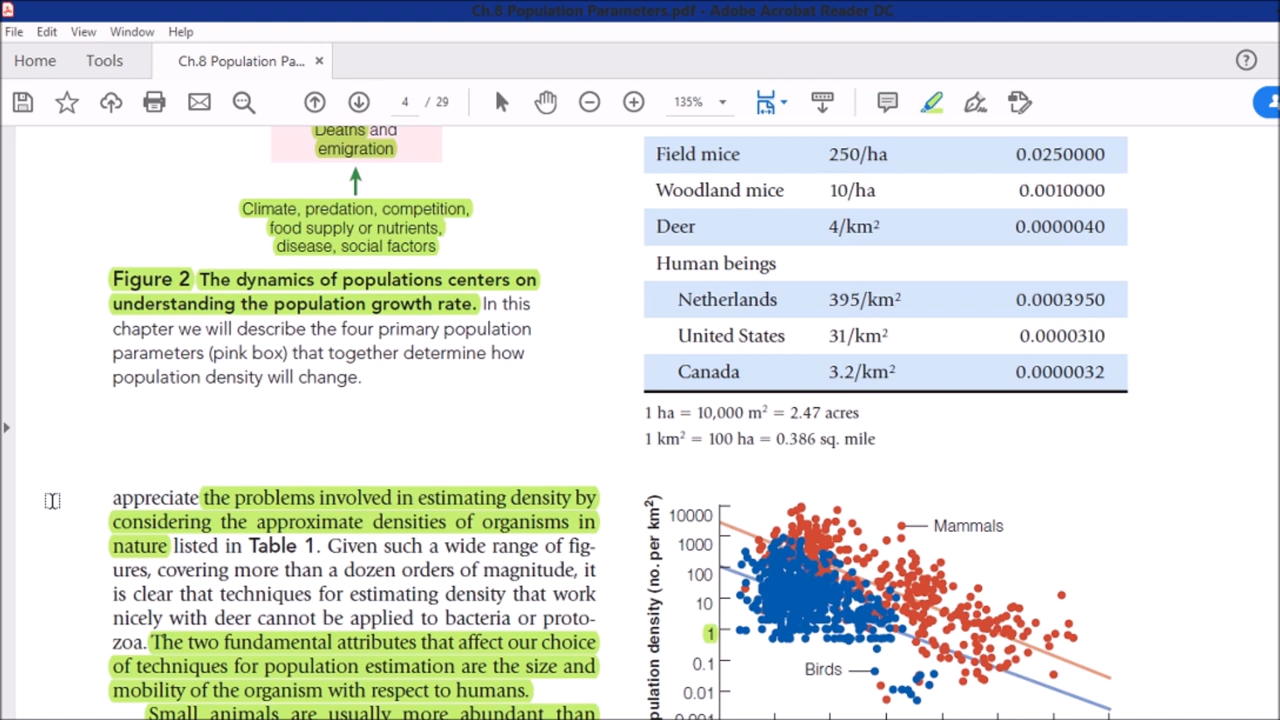 Ch.8 Population Parameters.pdf - Adobe Acrobat Reader DC
File Edit View Window Help
Home Tools Ch.8 Population Pa... ×
4 / 29 135%
Deaths and
emigration
Climate, predation, competition,
food supply or nutrients,
disease, social factors
Figure 2 The dynamics of populations centers on
understanding the population growth rate. In this
chapter we will describe the four primary population
parameters (pink box) that together determine how
population density will change.
appreciate the problems involved in estimating density by
considering the approximate densities of organisms in
nature listed in Table 1. Given such a wide range of fig-
ures, covering more than a dozen orders of magnitude, it
is clear that techniques for estimating density that work
nicely with deer cannot be applied to bacteria or proto-
zoa. The two fundamental attributes that affect our choice
of techniques for population estimation are the size and
mobility of the organism with respect to humans.
Small animals are usually more abundant than
Field mice 250/ha 0.0250000
Woodland mice 10/ha 0.0010000
Deer 4/km² 0.0000040
Human beings
Netherlands 395/km² 0.0003950
United States 31/km² 0.0000310
Canada 3.2/km² 0.0000032
1 ha = 10,000 m² = 2.47 acres
1 km² = 100 ha = 0.386 sq. mile
pulation density (no. per km²)
10000
1000
100
10
1
0.1
0.01
0.001
Mammals
Birds